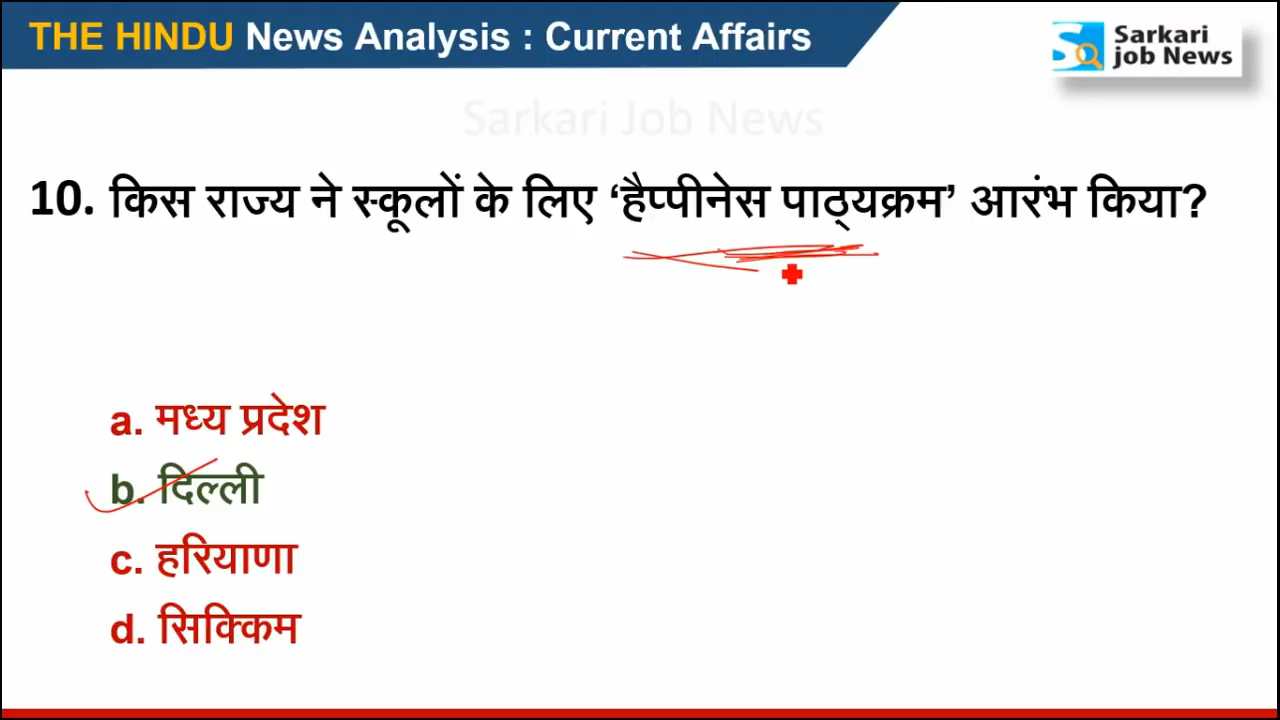 THE HINDU News Analysis : Current Affairs
Sarkari
job News
Sarkari Job News
10. किस राज्य ने स्कूलों के लिए ‘हैप्पीनेस पाठ्यक्रम’ आरंभ किया?
a. मध्य प्रदेश
b. दिल्ली
c. हरियाणा
d. सिक्किम